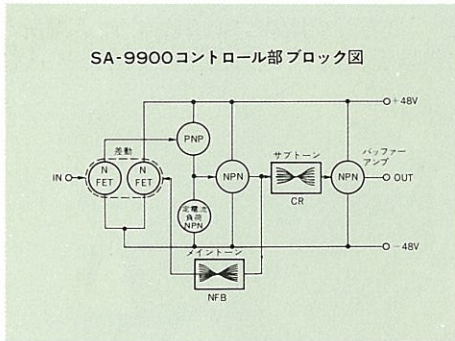 SA-9900コントロール部ブロック図
+48V
PNP
差動
サブトーン
バッファー
アンプ
IN
N
FET
N
FET
NPN
NPN
OUT
CR
定電流
負荷
NPN
-48V
メイントーン
NFB